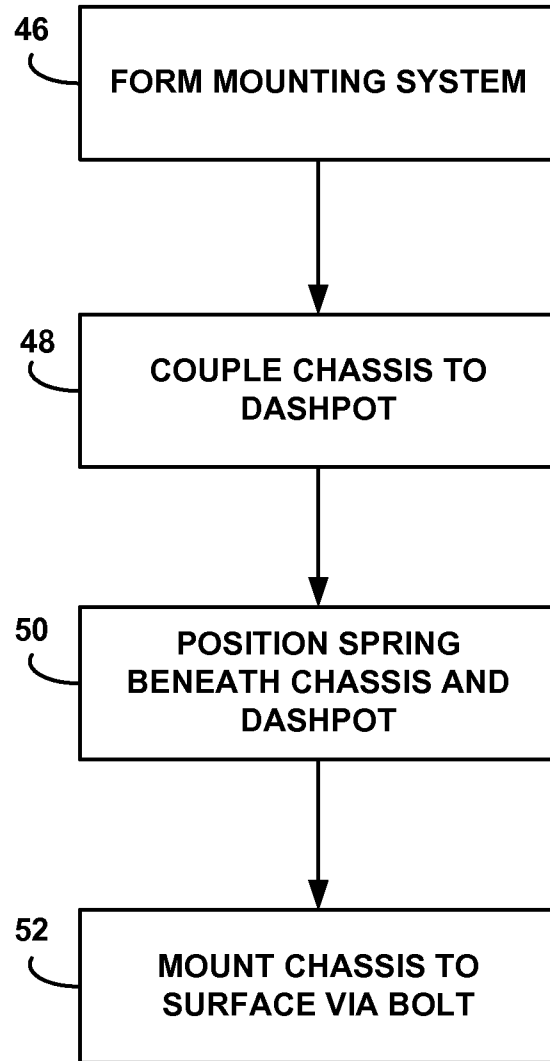 46
FORM MOUNTING SYSTEM
48
COUPLE CHASSIS TO
DASHPOT
50
POSITION SPRING
BENEATH CHASSIS AND
DASHPOT
52
MOUNT CHASSIS TO
SURFACE VIA BOLT